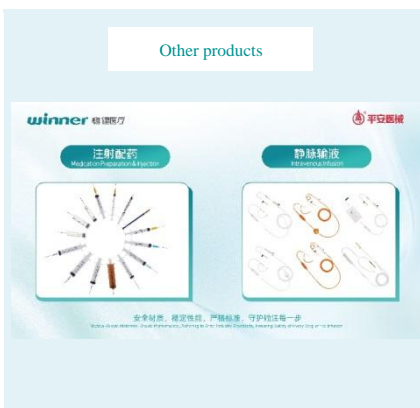 Other products
winner 稳健医疗
平安医械
注射配药
Medication Preparation & Injection
静脉输液
Intravenous Infusion
安全材质，稳定性能，严格标准，守护输注每一步